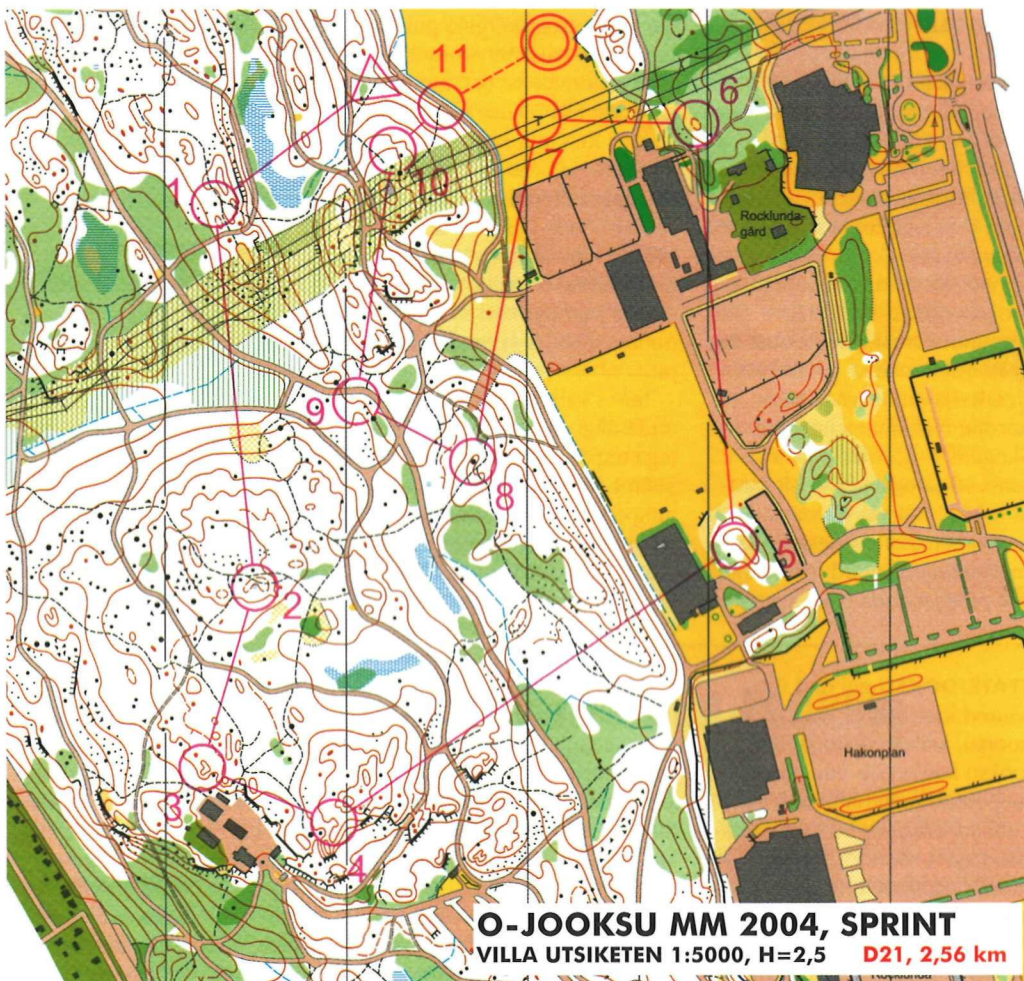 11
6
7
1
10
Rocklunda-
gård
9
8
5
2
Hakonplan
3
4
O-JOOKSU MM 2004, SPRINT
VILLA UTSIKETEN 1:5000, H=2,5 D21, 2,56 km